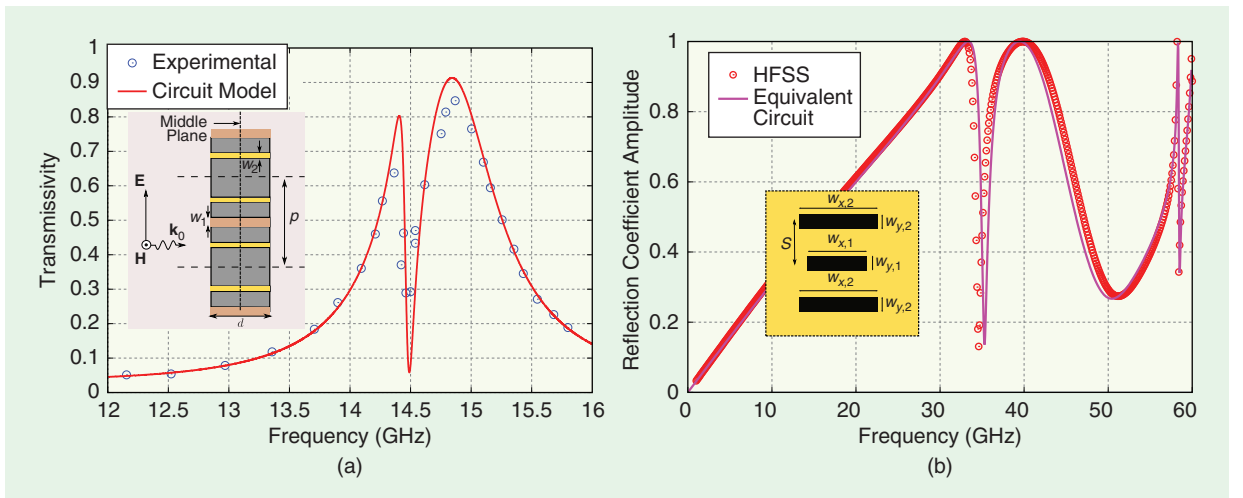 1
0.9
0.8
0.7
0.6
0.5
0.4
0.3
0.2
0.1
0
Transmissivity
Experimental
Circuit Model
Middle
Plane
w2
E
w1
k0
H
p
d
12
12.5
13
13.5
14
14.5
15
15.5
16
Frequency (GHz)
(a)
1
0.8
0.6
0.4
0.2
0
Reflection Coefficient Amplitude
HFSS
Equivalent
Circuit
wx,2
wy,2
S
wx,1
wy,1
wx,2
wy,2
0
10
20
30
40
50
60
Frequency (GHz)
(b)